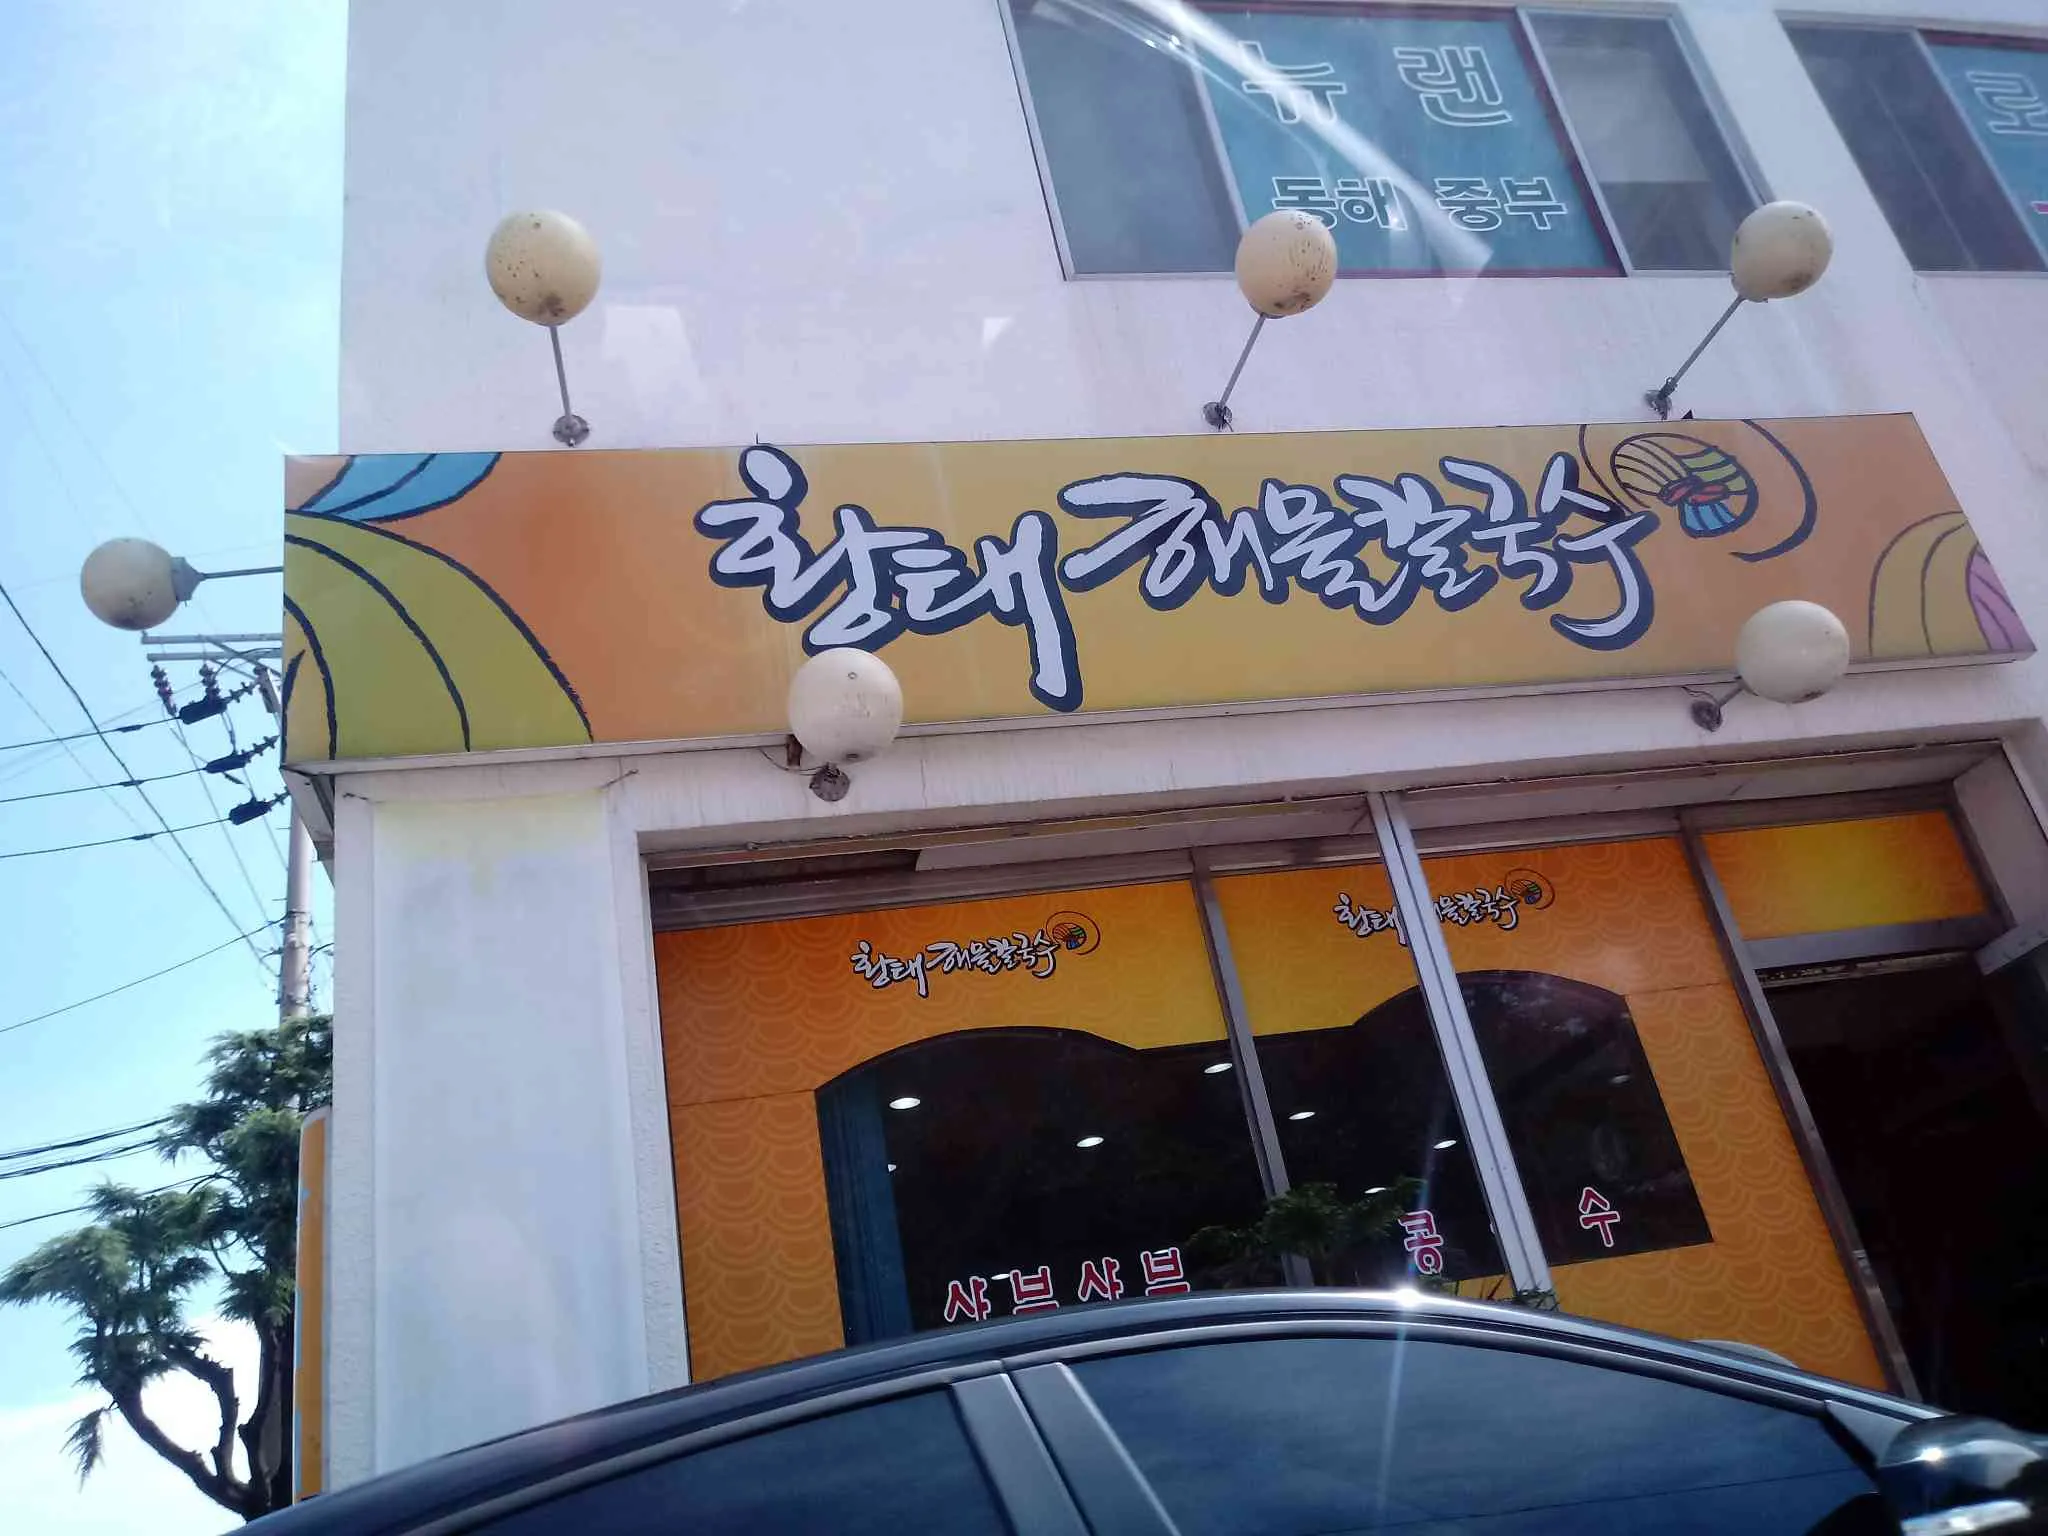 뉴 랜
로
동해 중부
황태해물칼국수
황태해물칼국수
황태해물칼국수
샤브샤브
콩
수